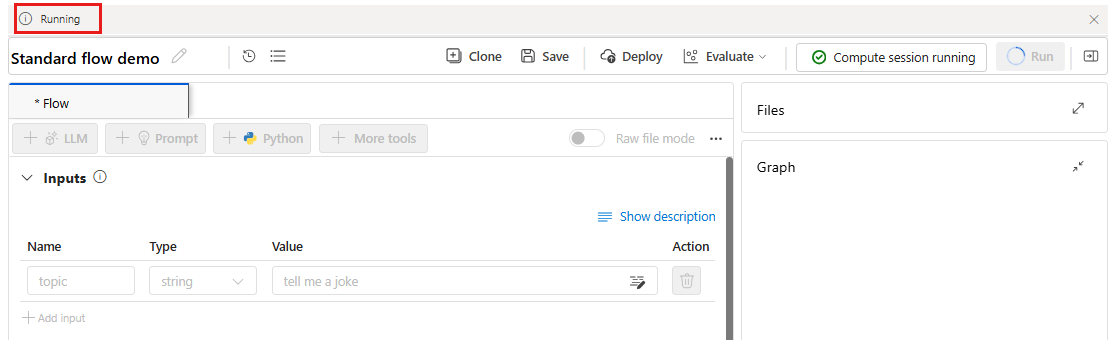 Running
Standard flow demo Clone Save Deploy Evaluate Compute session running Run
* Flow
LLM Prompt Python More tools Raw file mode ...
Inputs
Show description
Name Type Value Action
topic string tell me a joke
Add input
Files
Graph